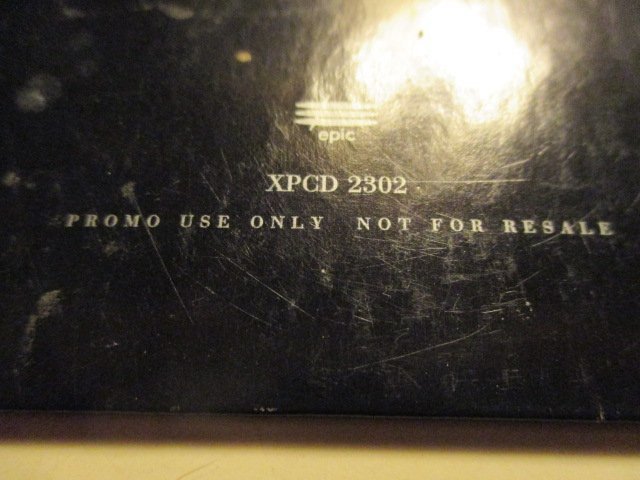 epic
XPCD 2302
PROMO USE ONLY NOT FOR RESALE